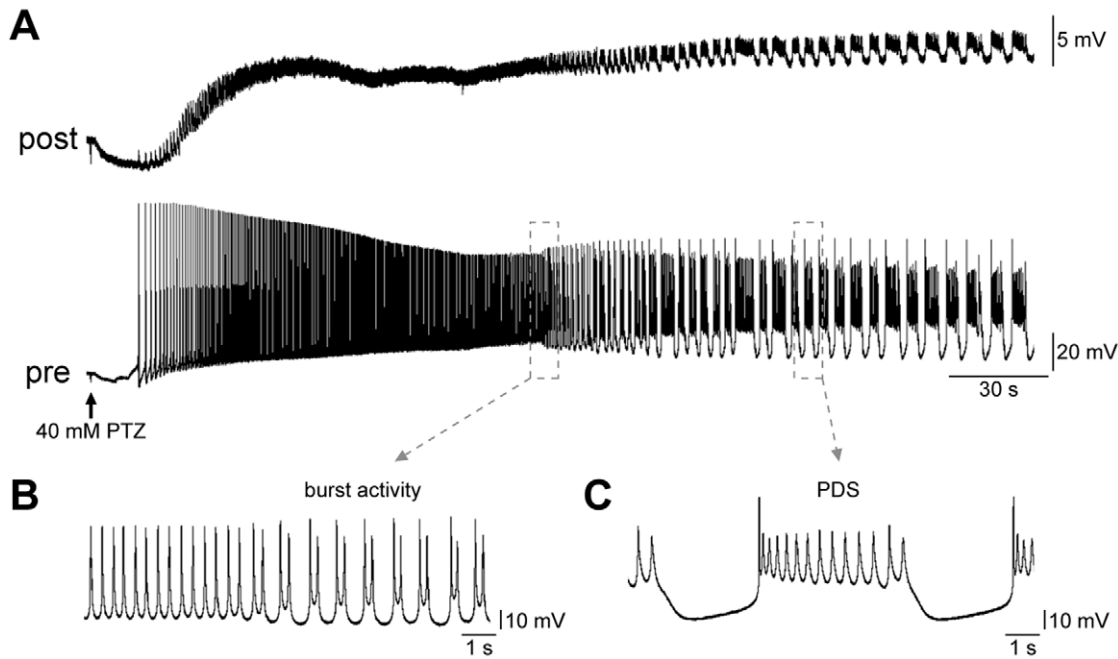 A
5 mV
post
pre
20 mV
30 s
40 mM PTZ
B
burst activity
10 mV
1 s
C
PDS
10 mV
1 s